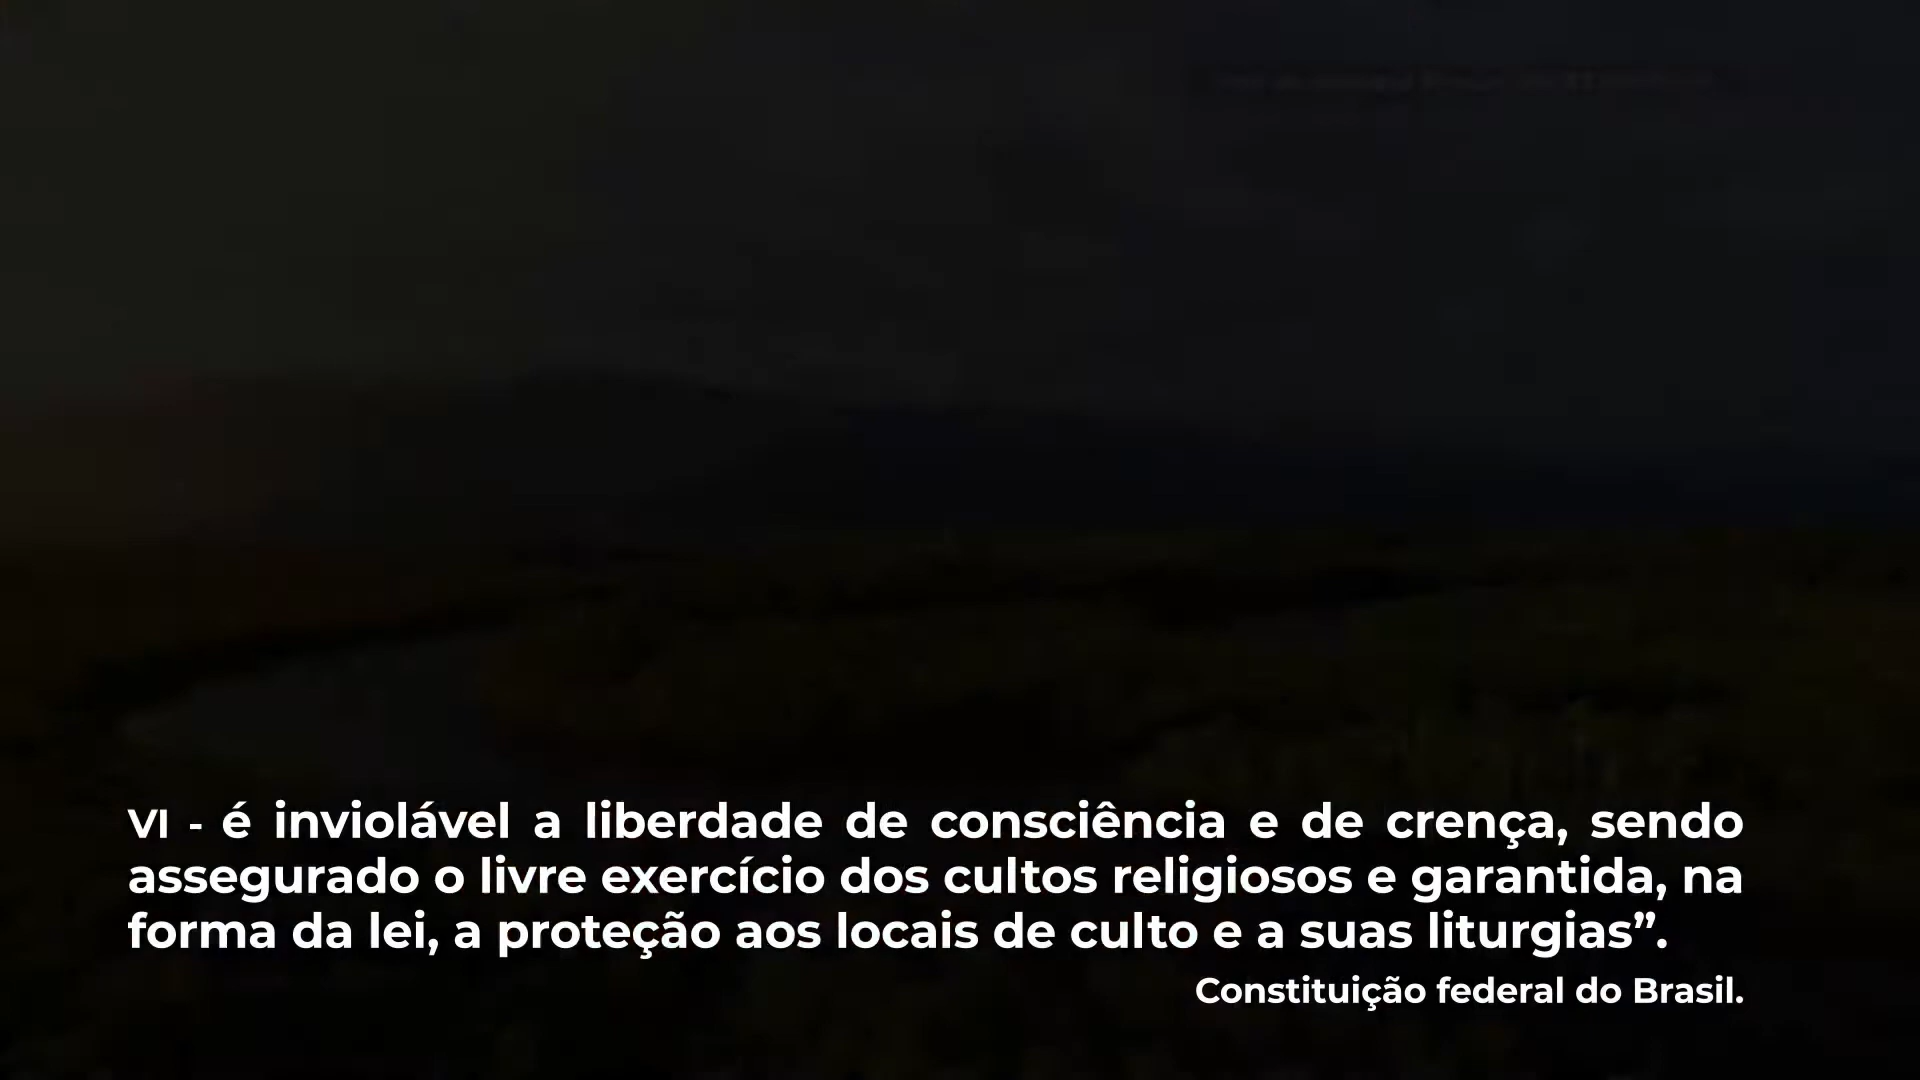 VI - é inviolável a liberdade de consciência e de crença, sendo
assegurado o livre exercício dos cultos religiosos e garantida, na
forma da lei, a proteção aos locais de culto e a suas liturgias”.
Constituição federal do Brasil.